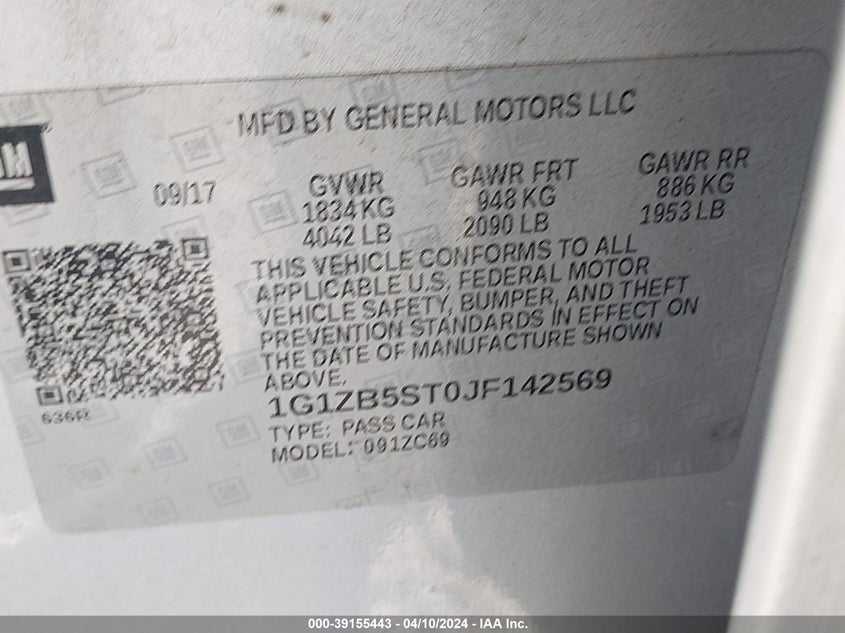 GM
MFD BY GENERAL MOTORS LLC
09/17
GVWR
1834 KG
4042 LB
GAWR FRT
948 KG
2090 LB
GAWR RR
886 KG
1953 LB
THIS VEHICLE CONFORMS TO ALL
APPLICABLE U.S. FEDERAL MOTOR
VEHICLE SAFETY, BUMPER, AND THEFT
PREVENTION STANDARDS IN EFFECT ON
THE DATE OF MANUFACTURE SHOWN
ABOVE.
1G1ZB5ST0JF142569
TYPE: PASS CAR
MODEL: 091ZC69
636R
000-39155443 - 04/10/2024 - IAA Inc.